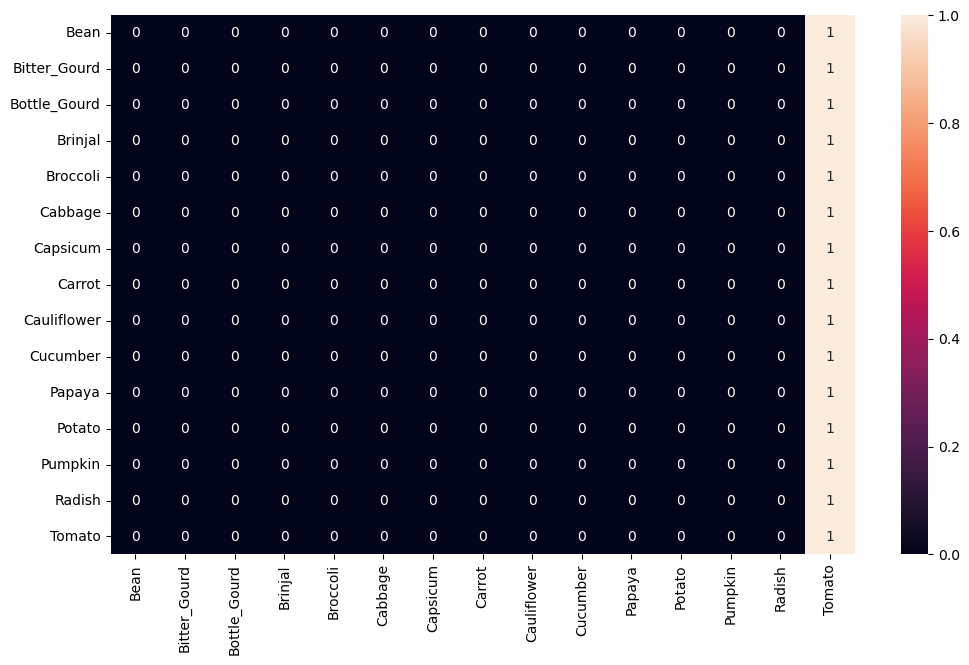 Bean 0 0 0 0 0 0 0 0 0 0 0 0 0 0 1
Bitter_Gourd 0 0 0 0 0 0 0 0 0 0 0 0 0 0 1
Bottle_Gourd 0 0 0 0 0 0 0 0 0 0 0 0 0 0 1
Brinjal 0 0 0 0 0 0 0 0 0 0 0 0 0 0 1
Broccoli 0 0 0 0 0 0 0 0 0 0 0 0 0 0 1
Cabbage 0 0 0 0 0 0 0 0 0 0 0 0 0 0 1
Capsicum 0 0 0 0 0 0 0 0 0 0 0 0 0 0 1
Carrot 0 0 0 0 0 0 0 0 0 0 0 0 0 0 1
Cauliflower 0 0 0 0 0 0 0 0 0 0 0 0 0 0 1
Cucumber 0 0 0 0 0 0 0 0 0 0 0 0 0 0 1
Papaya 0 0 0 0 0 0 0 0 0 0 0 0 0 0 1
Potato 0 0 0 0 0 0 0 0 0 0 0 0 0 0 1
Pumpkin 0 0 0 0 0 0 0 0 0 0 0 0 0 0 1
Radish 0 0 0 0 0 0 0 0 0 0 0 0 0 0 1
Tomato 0 0 0 0 0 0 0 0 0 0 0 0 0 0 1
Bean
Bitter_Gourd
Bottle_Gourd
Brinjal
Broccoli
Cabbage
Capsicum
Carrot
Cauliflower
Cucumber
Papaya
Potato
Pumpkin
Radish
Tomato
1.0
0.8
0.6
0.4
0.2
0.0